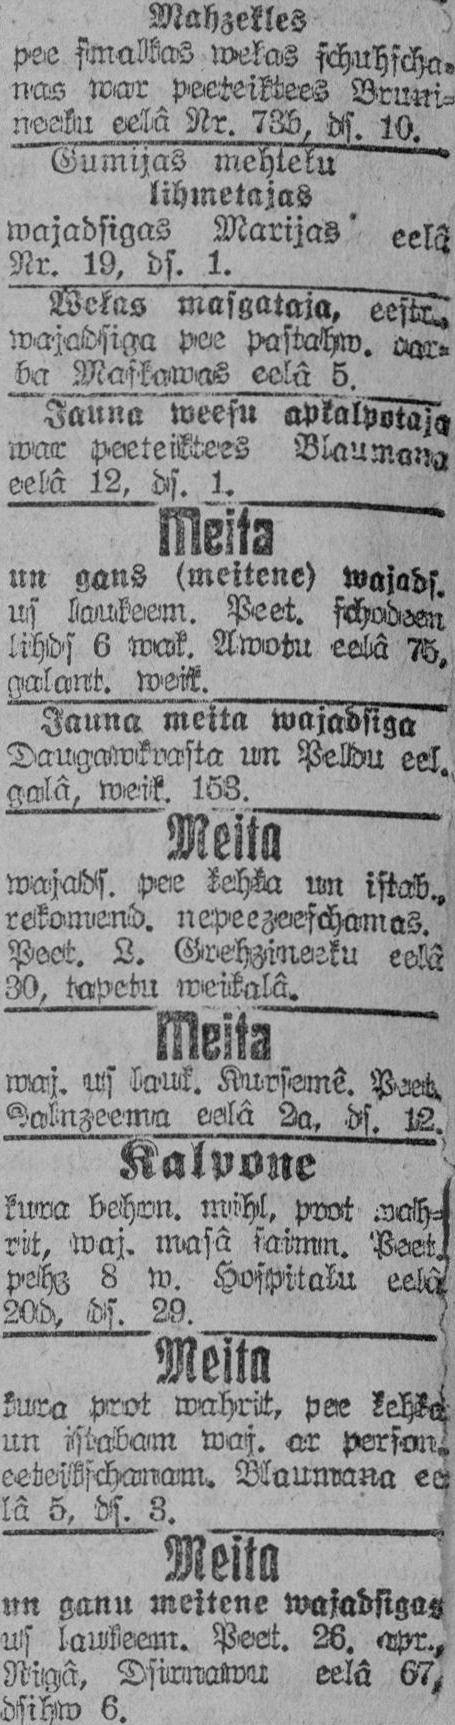 Mahzekles
pee smalkas wekas schuhscha-
nas war peeteiktees Bruni-
neeku eelâ Nr. 73b, ds. 10.
Gumijas mehteku
lihmetajas
wajadsigas Marijas eelâ
Nr. 19, ds. 1.
Wekas masgataja, eestr.,
wajadsiga pee pastahw. dar-
ba Maskawas eelâ 5.
Jauna weesu apkalpotaja
war peeteiktees Blaumana
eelâ 12, ds. 1.
Meita
un gans (meitene) wajads.
us laukeem. Peet. schodeen
lihds 6 wak. Awotu eelâ 75,
galant. weik.
Jauna meita wajadsiga
Daugawkrasta un Peldu eel.
galâ, weik. 153.
Meita
wajads. pee kehka un istab.,
rekomend. nepeezeeschamas.
Peet. L. Grehzineeku eelâ
30, tapetu weikalâ.
Meita
waj. us lauk. Kursemê. Peet.
Kalnzeema eelâ 2a, ds. 12.
Kalpone
kura behrn. mihl, prot wah-
rit, waj. masâ saimn. Peet.
pehz 8 w. Hospitalu eelâ
20d, ds. 29.
Meita
kura prot wahrit, pee kehka
un istabam waj. ar person.
eeteikschanam. Blaumana ee
lâ 5, ds. 3.
Meita
un ganu meitene wajadsigas
us laukeem. Peet. 26. apr.,
Rigâ, Dsirnawu eelâ 67,
dsihw 6.